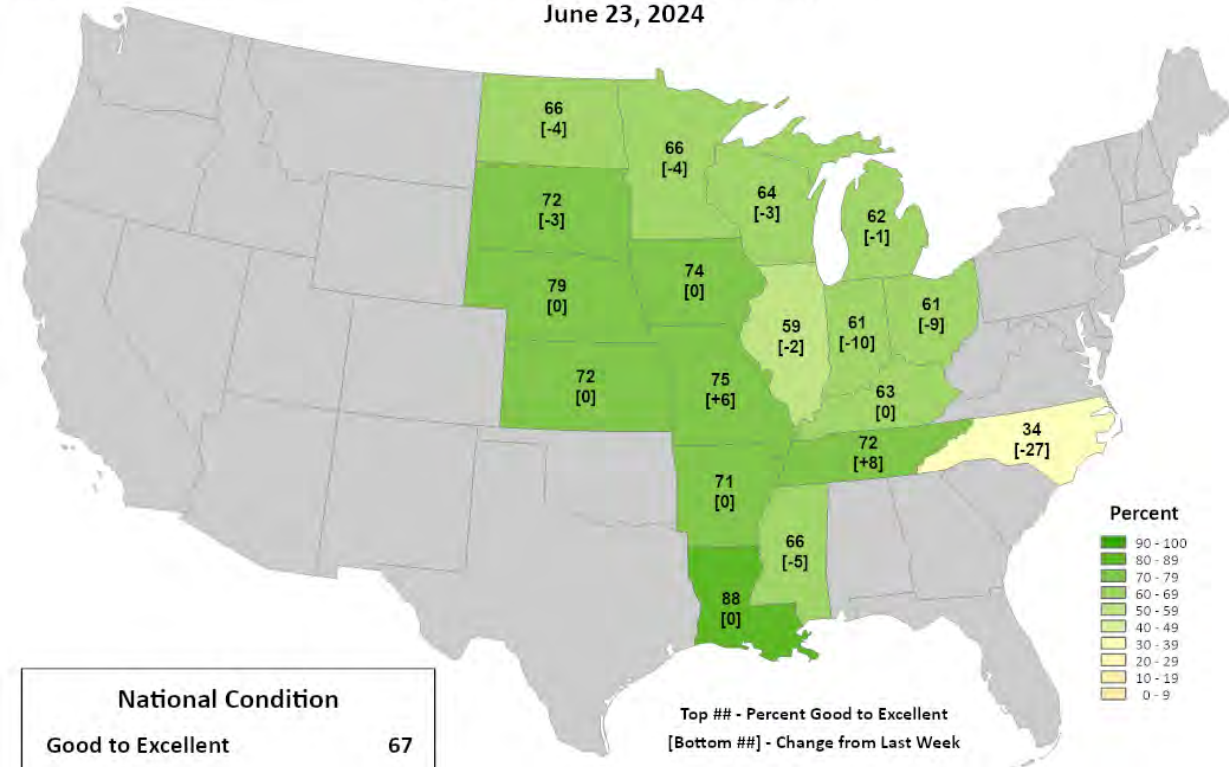 June 23, 2024
66
[-4]
66
[-4]
72
[-3]
64
[-3]
62
[-1]
79
[0]
74
[0]
59
[-2]
61
[-10]
61
[-9]
72
[0]
75
[+6]
63
[0]
72
[+8]
34
[-27]
71
[0]
66
[-5]
88
[0]
Percent
90 - 100
80 - 89
70 - 79
60 - 69
50 - 59
40 - 49
30 - 39
20 - 29
10 - 19
0 - 9
National Condition
Good to Excellent 67
Top ## - Percent Good to Excellent
[Bottom ##] - Change from Last Week